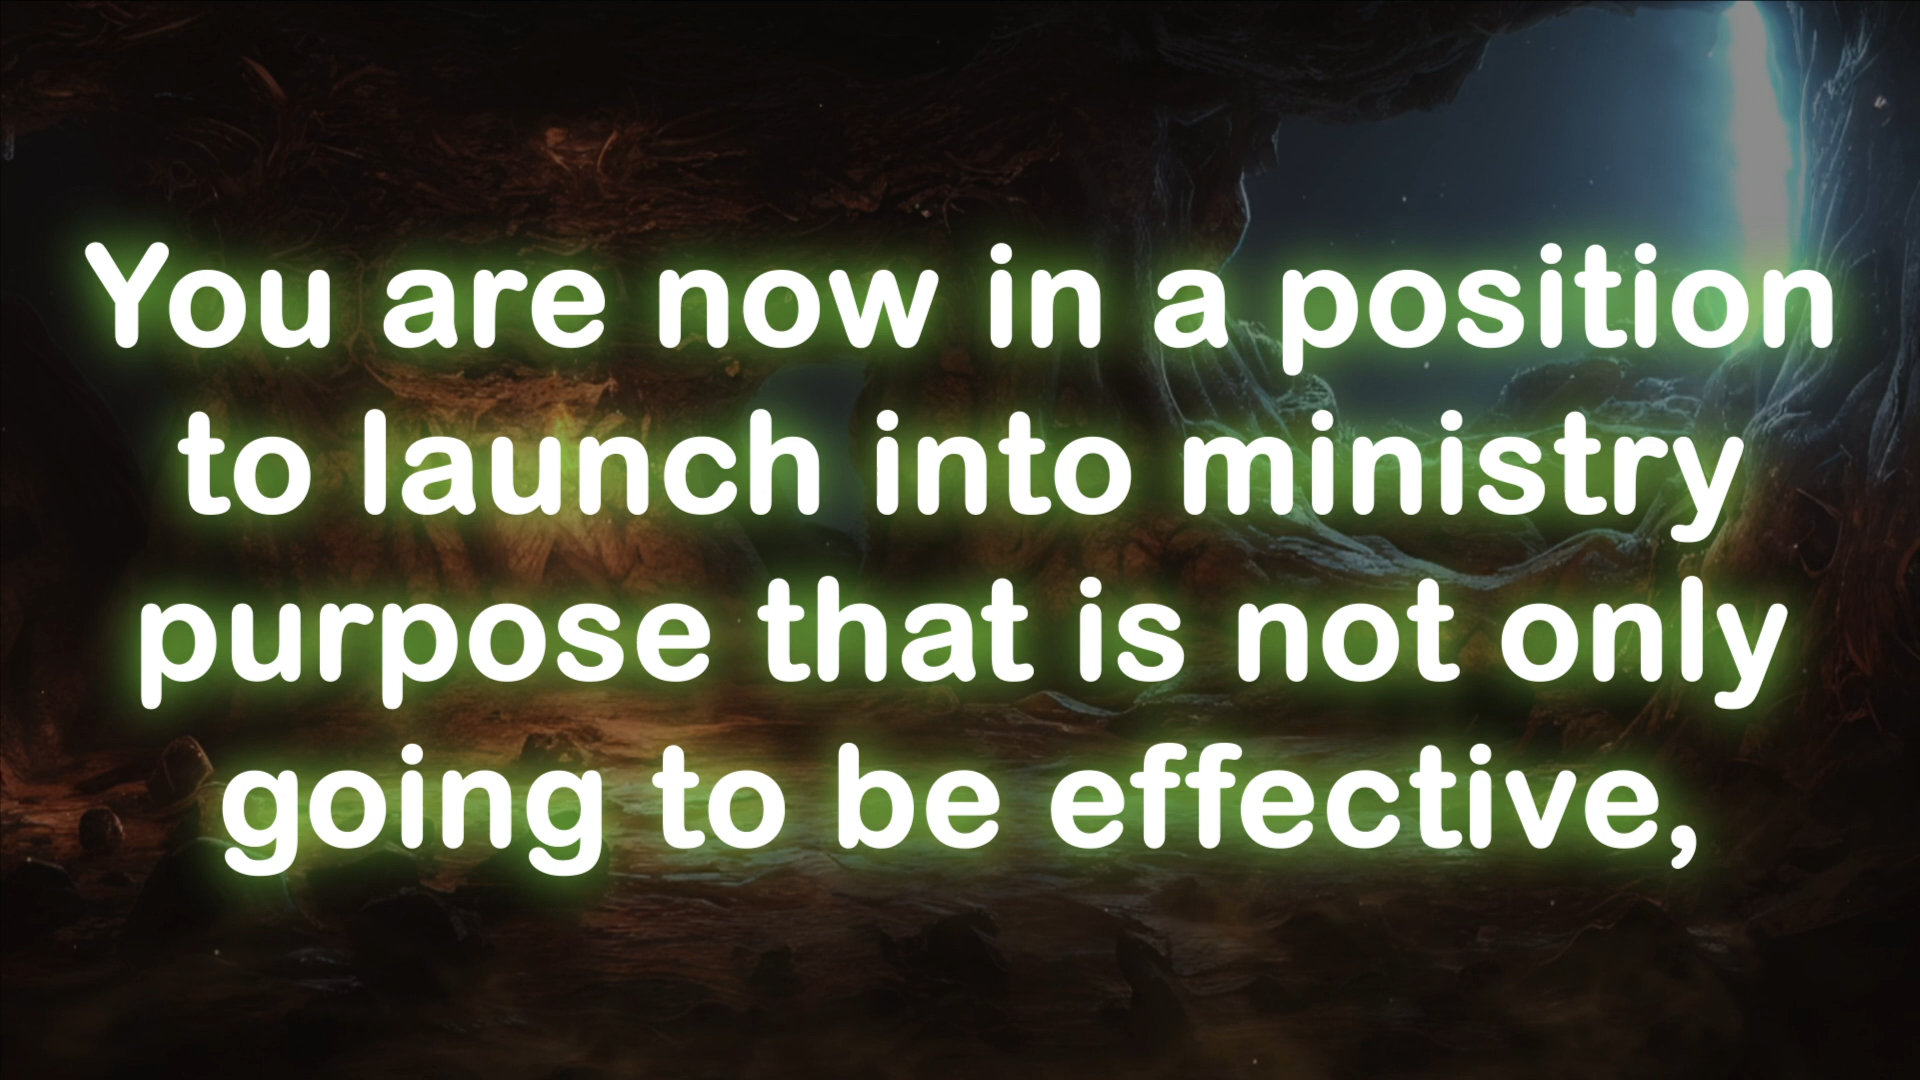 You are now in a position
to launch into ministry
purpose that is not only
going to be effective,